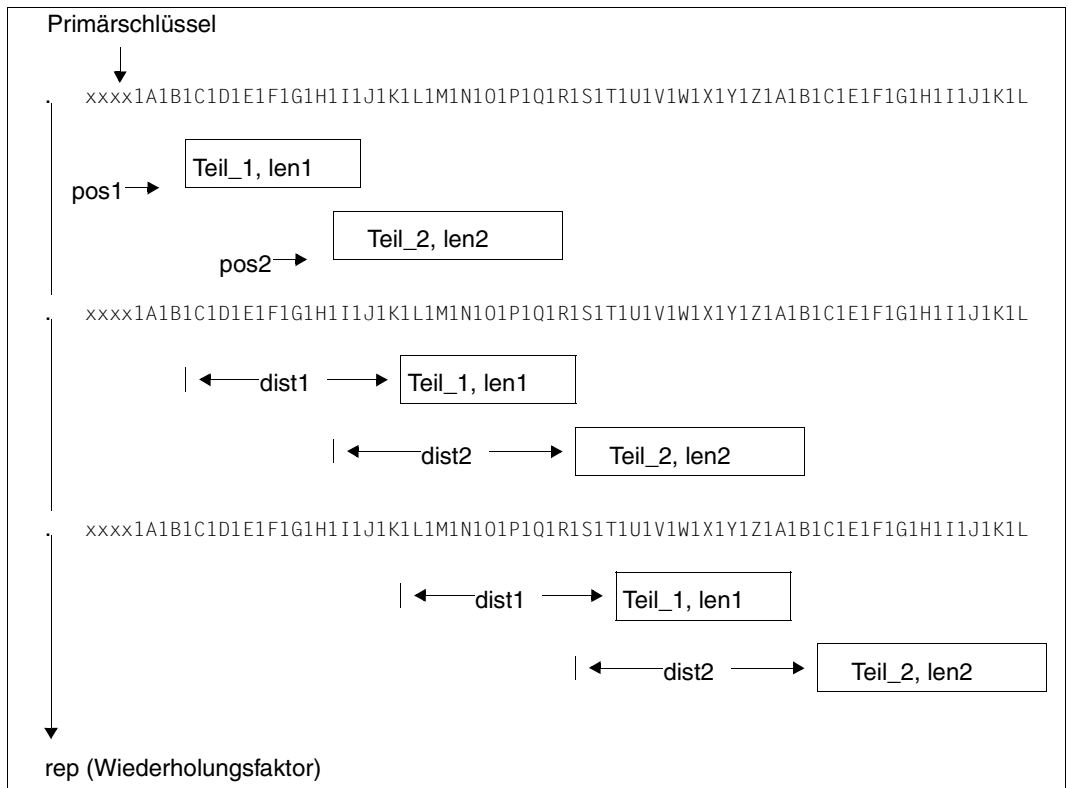 Primärschlüssel
. xxxx1A1B1C1D1E1F1G1H1I1J1K1L1M1N1O1P1Q1R1S1T1U1V1W1X1Y1Z1A1B1C1E1F1G1H1I1J1K1L
Teil_1, len1
pos1
Teil_2, len2
pos2
. xxxx1A1B1C1D1E1F1G1H1I1J1K1L1M1N1O1P1Q1R1S1T1U1V1W1X1Y1Z1A1B1C1E1F1G1H1I1J1K1L
dist1 Teil_1, len1
dist2 Teil_2, len2
. xxxx1A1B1C1D1E1F1G1H1I1J1K1L1M1N1O1P1Q1R1S1T1U1V1W1X1Y1Z1A1B1C1E1F1G1H1I1J1K1L
dist1 Teil_1, len1
dist2 Teil_2, len2
rep (Wiederholungsfaktor)